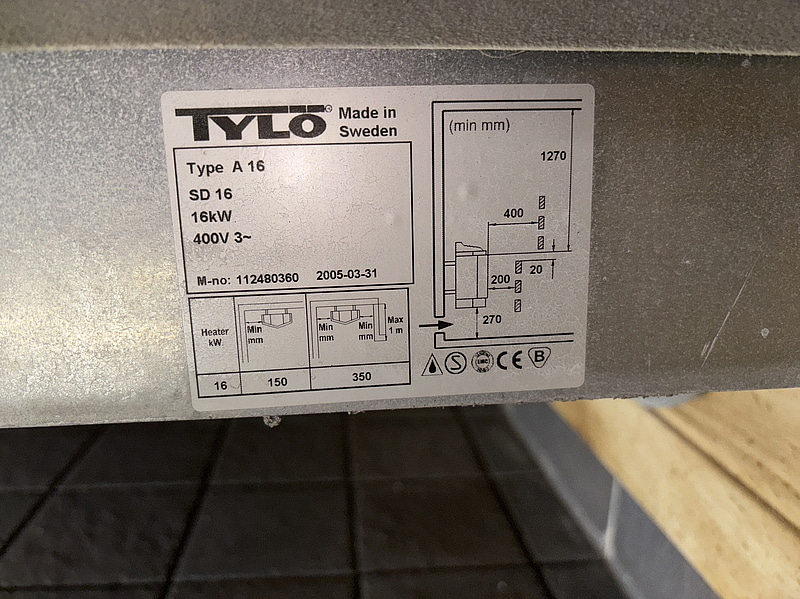 TYLÖ® Made in
Sweden
Type A 16
SD 16
16kW
400V 3~
M-no: 112480360 2005-03-31
Heater
kW
Min
mm
Min
mm
Min
mm
Max
1 m
16 150 350
(min mm)
1270
400
20
200
270
S
EMC
CE
B